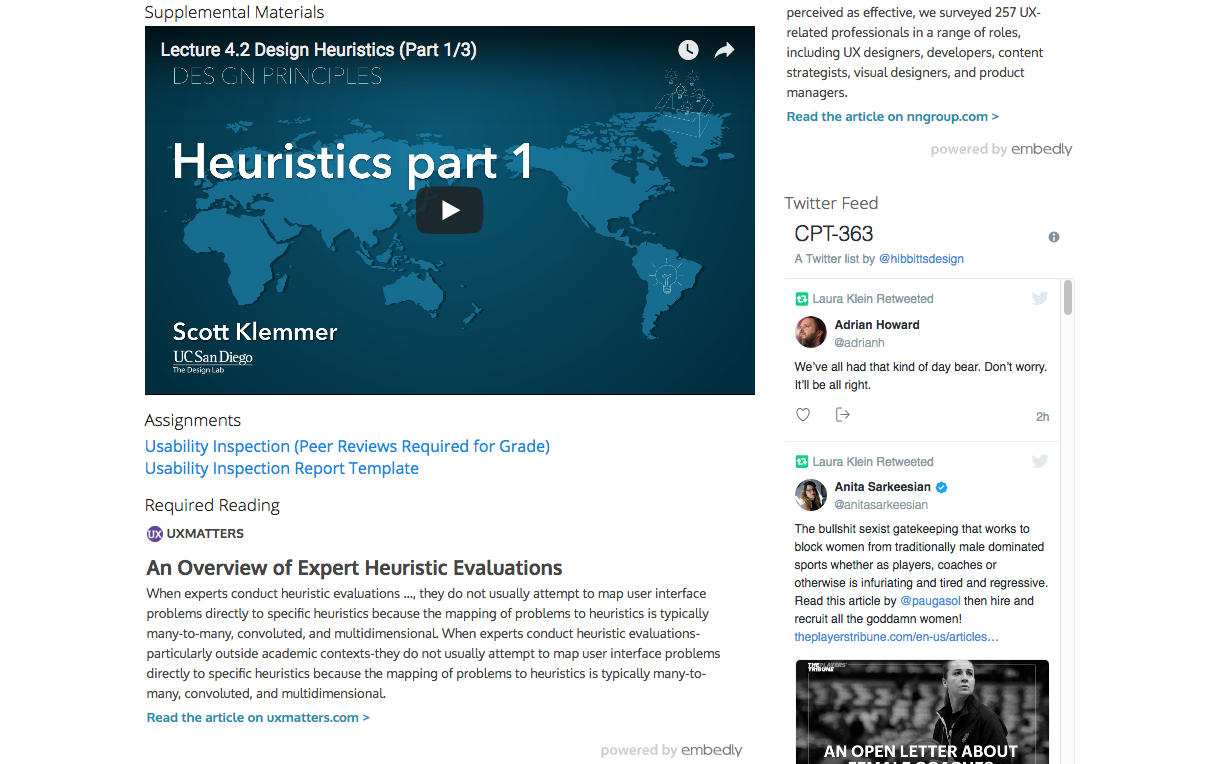 Supplemental Materials
Lecture 4.2 Design Heuristics (Part 1/3)
DESIGN PRINCIPLES
Heuristics part 1
Scott Klemmer
UC San Diego
The Design Lab
Assignments
Usability Inspection (Peer Reviews Required for Grade)
Usability Inspection Report Template
Required Reading
UX UXMATTERS
An Overview of Expert Heuristic Evaluations
When experts conduct heuristic evaluations ..., they do not usually attempt to map user interface
problems directly to specific heuristics because the mapping of problems to heuristics is typically
many-to-many, convoluted, and multidimensional. When experts conduct heuristic evaluations-
particularly outside academic contexts-they do not usually attempt to map user interface problems
directly to specific heuristics because the mapping of problems to heuristics is typically many-to-
many, convoluted, and multidimensional.
Read the article on uxmatters.com >
powered by embedly
perceived as effective, we surveyed 257 UX-
related professionals in a range of roles,
including UX designers, developers, content
strategists, visual designers, and product
managers.
Read the article on nngroup.com >
powered by embedly
Twitter Feed
CPT-363
A Twitter list by @hibbittsdesign
Laura Klein Retweeted
Adrian Howard
@adrianh
We've all had that kind of day bear. Don't worry.
It'll be all right.
2h
Laura Klein Retweeted
Anita Sarkeesian
@anitasarkeesian
The bullshit sexist gatekeeping that works to
block women from traditionally male dominated
sports whether as players, coaches or
otherwise is infuriating and tired and regressive.
Read this article by @paugasol then hire and
recruit all the goddamn women!
theplayerstribune.com/en-us/articles…
THE PLAYERS'
TRIBUNE
AN OPEN LETTER ABOUT
FEMALE COACHES